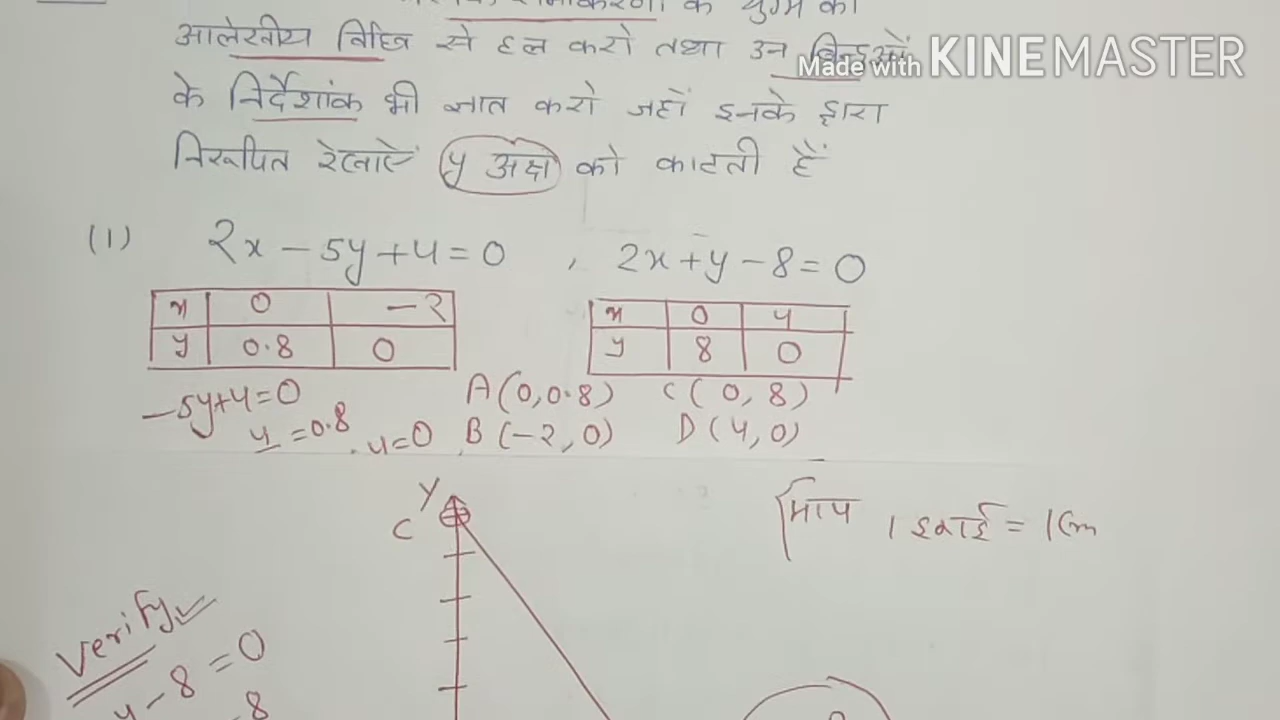 के युग्म को
आलेखीय विधि से हल करो तथा उन बिन्दुओं
Made with KINEMASTER
के निर्देशांक भी ज्ञात करो जहाँ इनके द्वारा
निरूपित रेखाऐं y अक्ष को काटती हैं
(1) 2x - 5y + 4 = 0 , 2x + y - 8 = 0
x 0 -2
y 0.8 0
x 0 4
y 8 0
-5y+4=0
y = 0.8
y=0
A (0, 0.8) C (0, 8)
B (-2, 0) D (4, 0)
Y
C
माप 1 इकाई = 1Cm
Verify ✓
y - 8 = 0
8